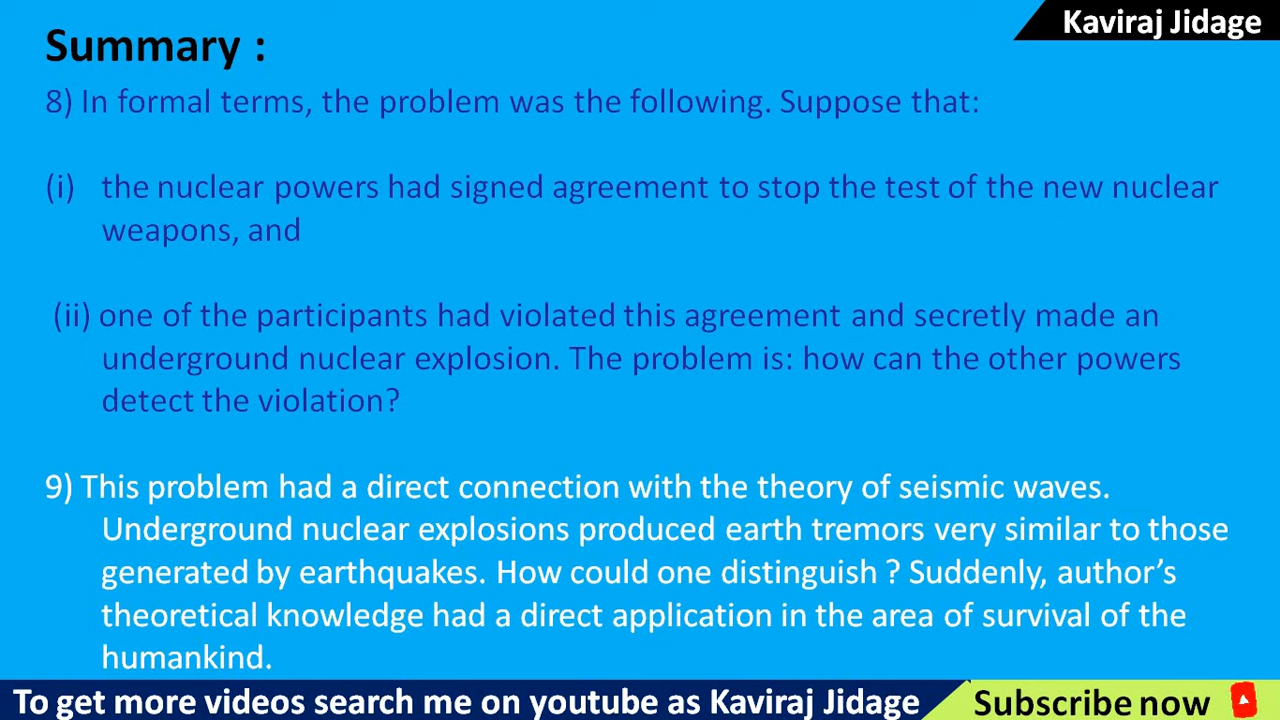 Kaviraj Jidage
Summary :
8) In formal terms, the problem was the following. Suppose that:
(i) the nuclear powers had signed agreement to stop the test of the new nuclear
weapons, and
(ii) one of the participants had violated this agreement and secretly made an
underground nuclear explosion. The problem is: how can the other powers
detect the violation?
9) This problem had a direct connection with the theory of seismic waves.
Underground nuclear explosions produced earth tremors very similar to those
generated by earthquakes. How could one distinguish ? Suddenly, author's
theoretical knowledge had a direct application in the area of survival of the
humankind.
To get more videos search me on youtube as Kaviraj Jidage
Subscribe now